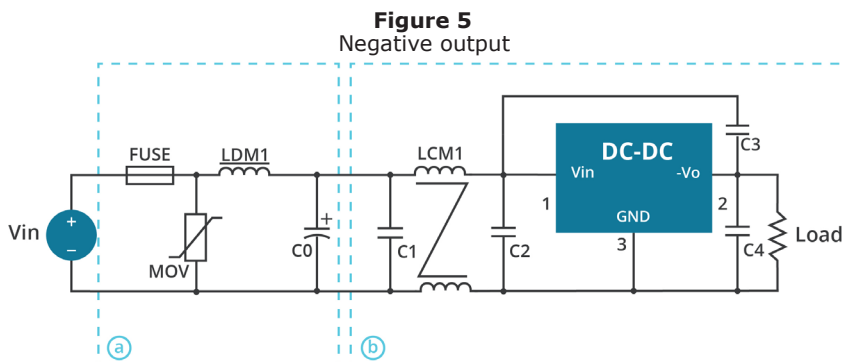 Figure 5
Negative output
FUSE
LDM1
LCM1
C3
DC-DC
Vin
-Vo
1
2
GND
3
Vin
+
−
MOV
+
C0
C1
C2
C4
Load
a
b